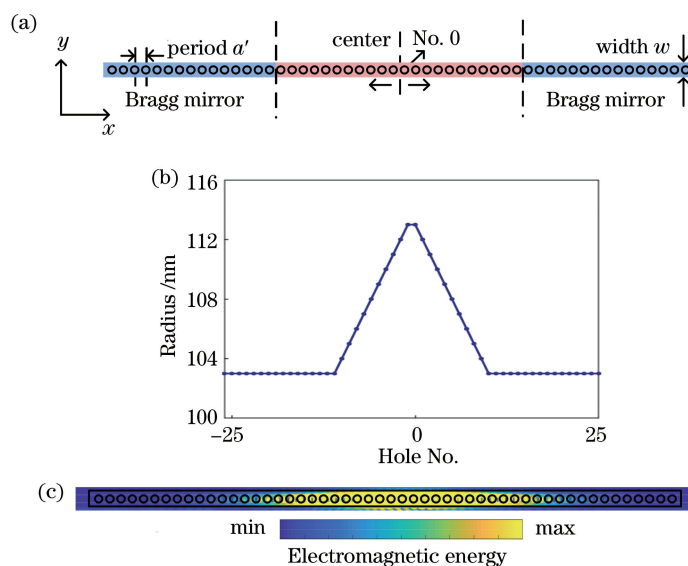 (a)
y
x
period a′
center
No. 0
width w
Bragg mirror
Bragg mirror
(b)
116
112
108
104
100
Radius /nm
−25
0
25
Hole No.
(c)
min
max
Electromagnetic energy